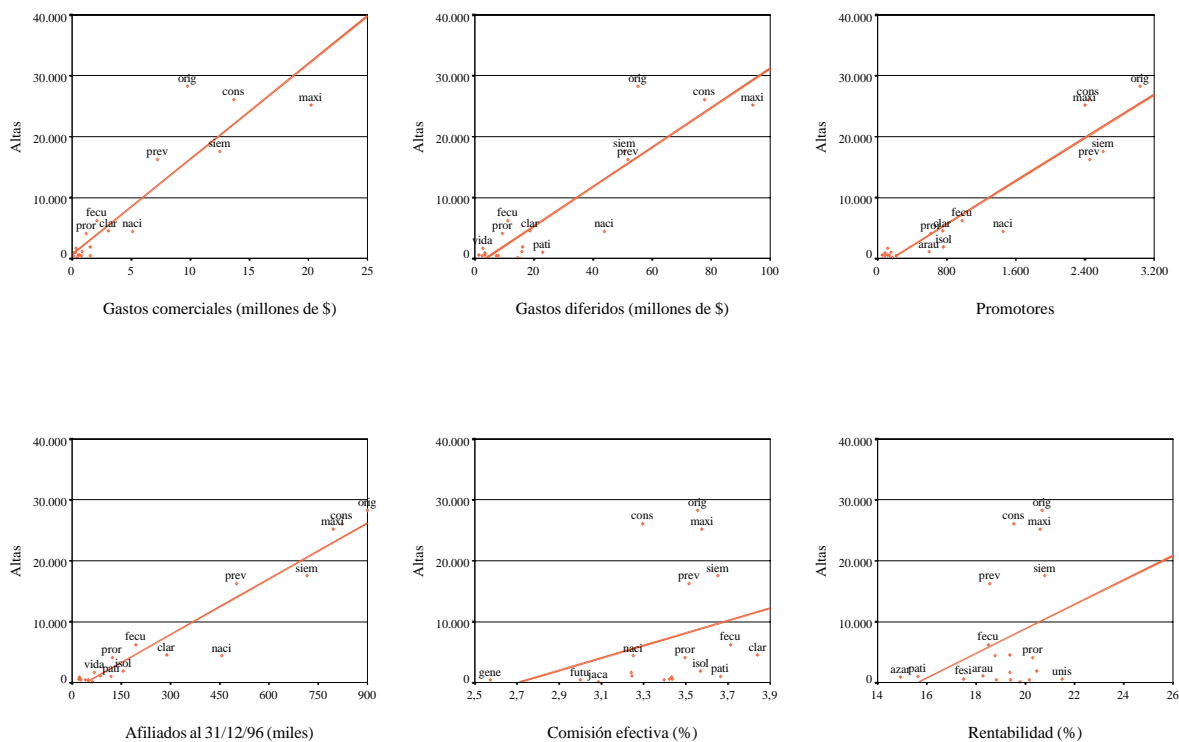 40.000
30.000
20.000
10.000
0
Altas
orig
cons
maxi
siem
prev
fecu
pror
clar
naci
0
5
10
15
20
25
Gastos comerciales (millones de $)
40.000
30.000
20.000
10.000
0
Altas
orig
cons
maxi
siem
prev
fecu
pror
clar
naci
vida
pati
0
20
40
60
80
100
Gastos diferidos (millones de $)
40.000
30.000
20.000
10.000
0
Altas
orig
cons
maxi
siem
prev
fecu
pror
clar
naci
isol
arau
0
800
1.600
2.400
3.200
Promotores
40.000
30.000
20.000
10.000
0
Altas
orig
cons
maxi
siem
prev
fecu
pror
clar
naci
vida
pati
isol
0
150
300
450
600
750
900
Afiliados al 31/12/96 (miles)
40.000
30.000
20.000
10.000
0
Altas
orig
cons
maxi
siem
prev
fecu
naci
pror
clar
gene
futu
jaca
isol
pati
2,5
2,7
2,9
3,1
3,3
3,5
3,7
3,9
Comisión efectiva (%)
40.000
30.000
20.000
10.000
0
Altas
orig
cons
maxi
siem
prev
fecu
pror
azar
pati
fesi
arau
unis
14
16
18
20
22
24
26
Rentabilidad (%)